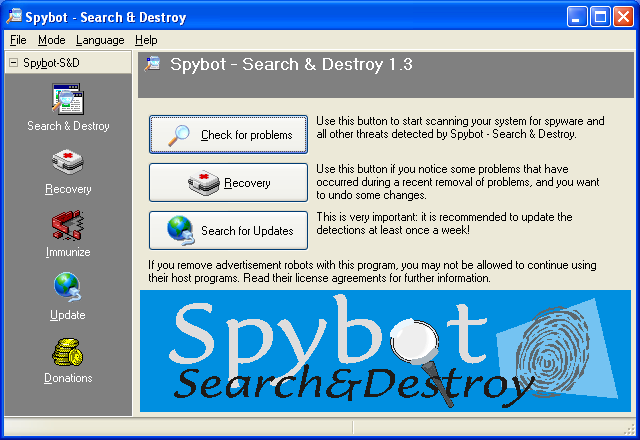 Spybot - Search & Destroy
File Mode Language Help
Spybot-S&D
Search & Destroy
Recovery
Immunize
Update
Donations
Spybot - Search & Destroy 1.3
Check for problems
Use this button to start scanning your system for spyware and
all other threats detected by Spybot - Search & Destroy.
Recovery
Use this button if you notice some problems that have
occurred during a recent removal of problems, and you want
to undo some changes.
Search for Updates
This is very important: it is recommended to update the
detections at least once a week!
If you remove advertisement robots with this program, you may not be allowed to continue using
their host programs. Read their license agreements for further information.
Spybot
Search&Destroy